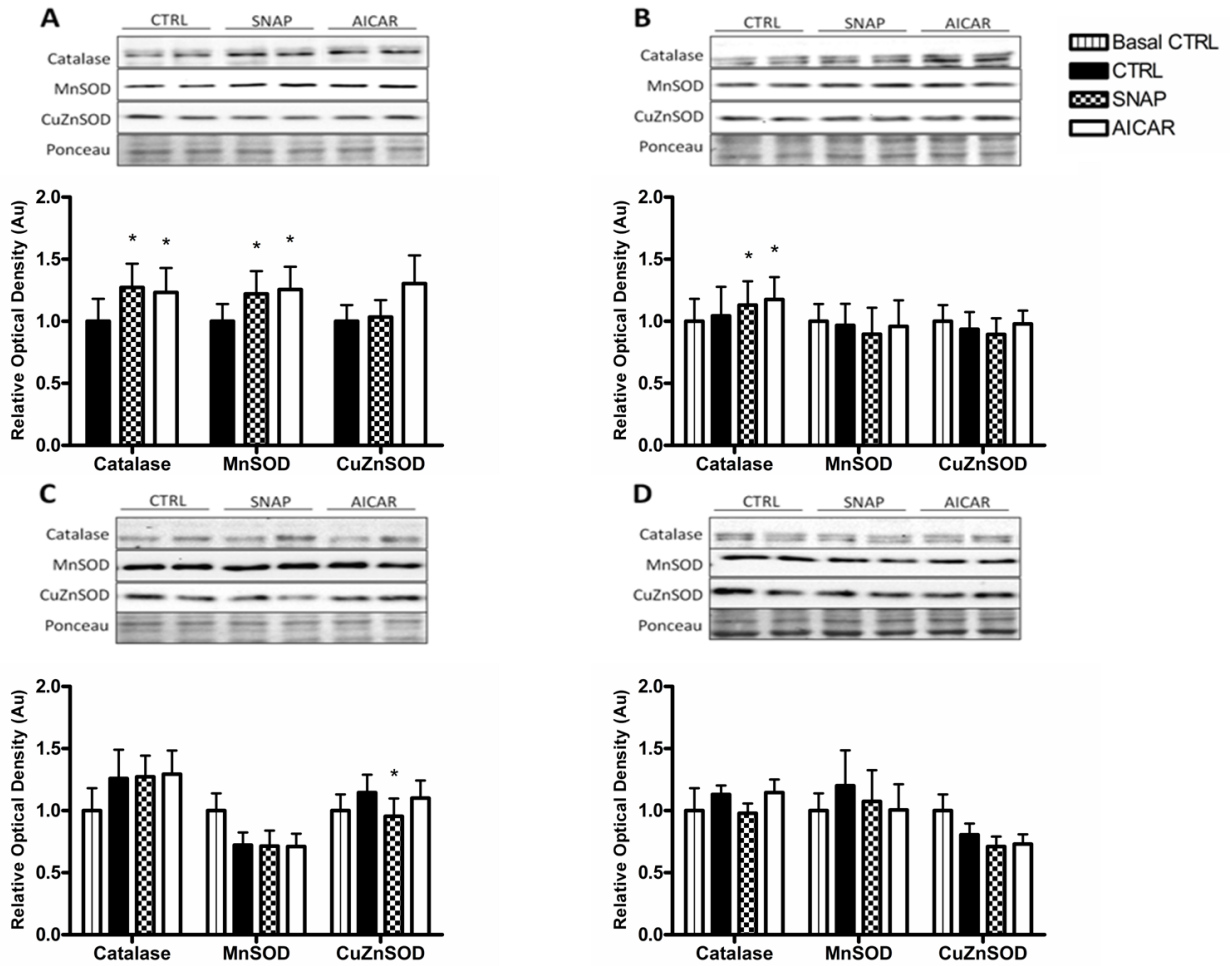 A
CTRL SNAP AICAR
Catalase
MnSOD
CuZnSOD
Ponceau
Relative Optical Density (Au)
2.0
1.5
1.0
0.5
0.0
* * * *
Catalase MnSOD CuZnSOD
B
CTRL SNAP AICAR
Catalase
MnSOD
CuZnSOD
Ponceau
Basal CTRL
CTRL
SNAP
AICAR
Relative Optical Density (Au)
2.0
1.5
1.0
0.5
0.0
* *
Catalase MnSOD CuZnSOD
C
CTRL SNAP AICAR
Catalase
MnSOD
CuZnSOD
Ponceau
Relative Optical Density (Au)
2.0
1.5
1.0
0.5
0.0
*
Catalase MnSOD CuZnSOD
D
CTRL SNAP AICAR
Catalase
MnSOD
CuZnSOD
Ponceau
Relative Optical Density (Au)
2.0
1.5
1.0
0.5
0.0
Catalase MnSOD CuZnSOD